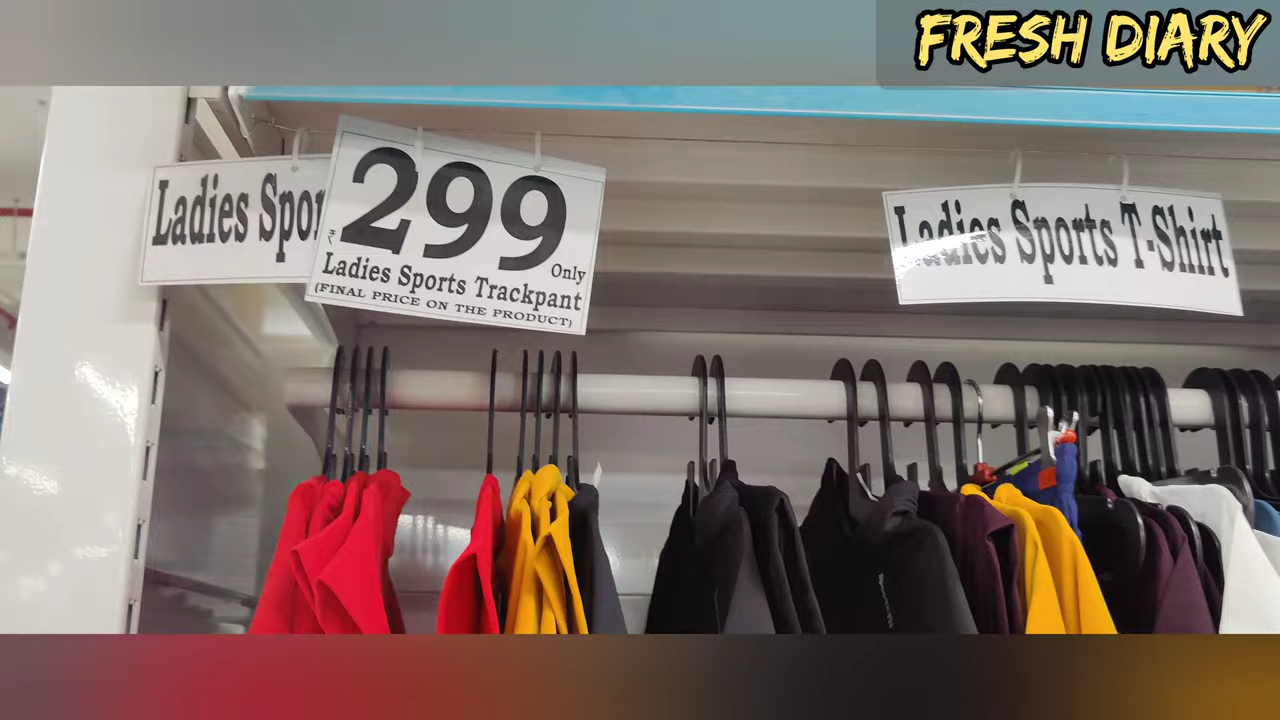 FRESH DIARY
Ladies Spor
₹ 299 Only
Ladies Sports Trackpant
(FINAL PRICE ON THE PRODUCT)
Ladies Sports T-Shirt